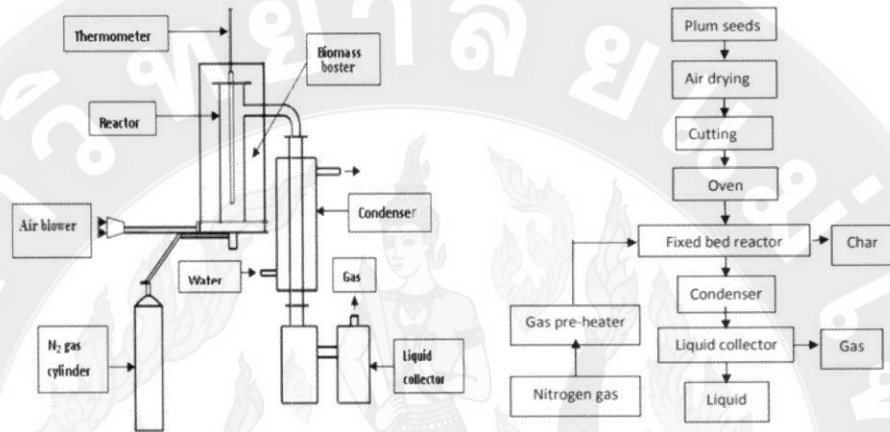 Thermometer
Biomass
boster
Reactor
Air blower
Condenser
Water
Gas
N₂ gas
cylinder
Liquid
collector
Plum seeds
Air drying
Cutting
Oven
Fixed bed reactor
Char
Condenser
Gas pre-heater
Liquid collector
Gas
Nitrogen gas
Liquid